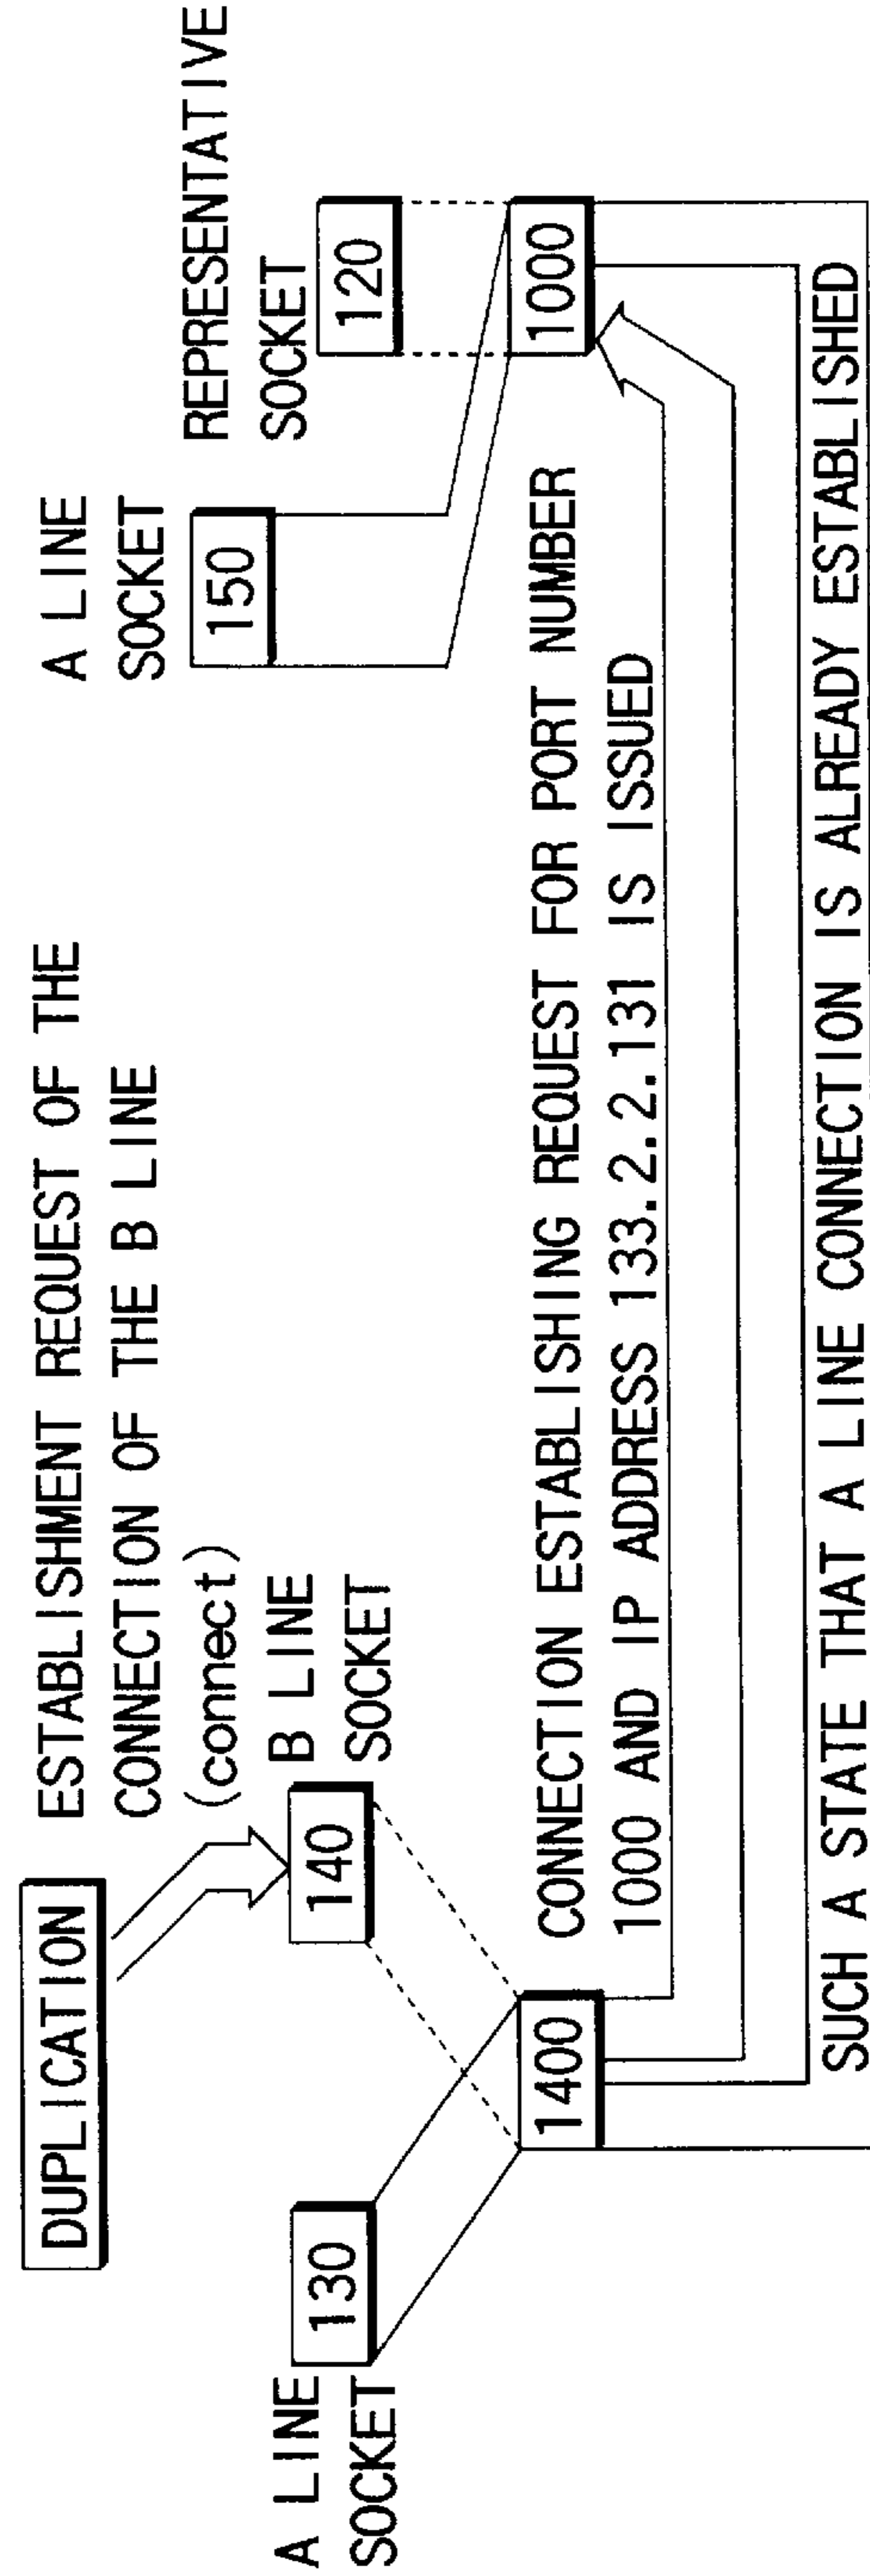 DUPLICATION
ESTABLISHMENT REQUEST OF THE
CONNECTION OF THE B LINE
(connect)
A LINE
SOCKET
130
140
B LINE
SOCKET
A LINE
SOCKET
150
REPRESENTATIVE
SOCKET
120
1400
CONNECTION ESTABLISHING REQUEST FOR PORT NUMBER
1000 AND IP ADDRESS 133.2.2.131 IS ISSUED
1000
SUCH A STATE THAT A LINE CONNECTION IS ALREADY ESTABLISHED